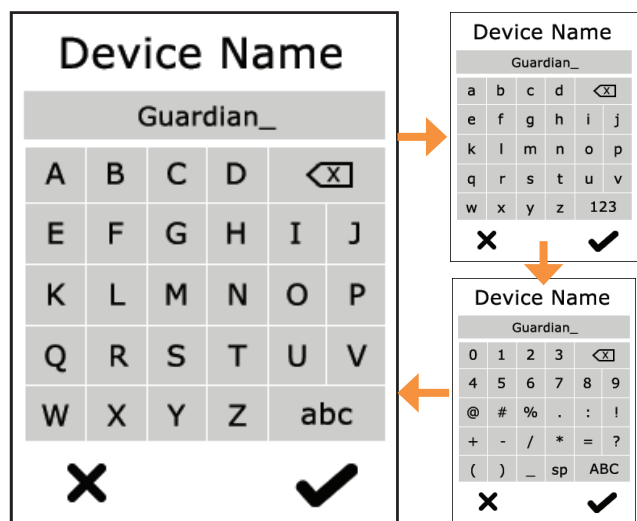 Device Name
Guardian_
A B C D X
E F G H I J
K L M N O P
Q R S T U V
W X Y Z abc
Device Name
Guardian_
a b c d X
e f g h i j
k l m n o p
q r s t u v
w x y z 123
Device Name
Guardian_
0 1 2 3 X
4 5 6 7 8 9
@ # % . : !
+ - / * = ?
( ) _ sp ABC